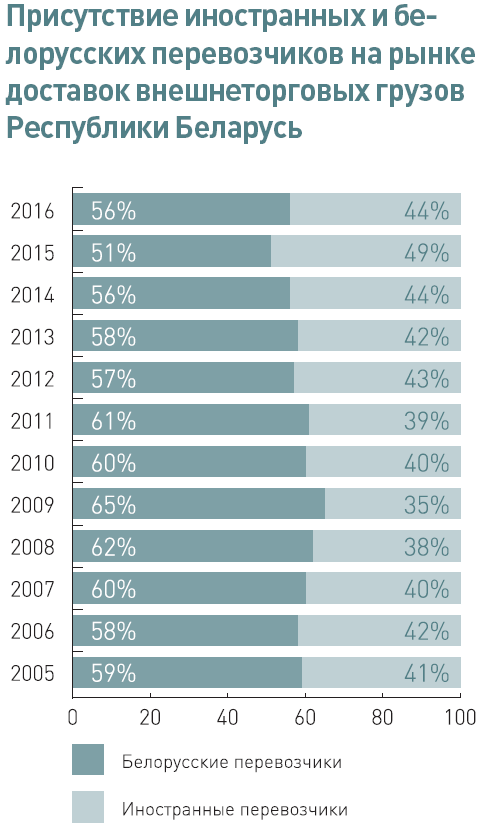 Присутствие иностранных и бе-
лорусских перевозчиков на рынке
доставок внешнеторговых грузов
Республики Беларусь
2016 56% 44%
2015 51% 49%
2014 56% 44%
2013 58% 42%
2012 57% 43%
2011 61% 39%
2010 60% 40%
2009 65% 35%
2008 62% 38%
2007 60% 40%
2006 58% 42%
2005 59% 41%
0 20 40 60 80 100
Белорусские перевозчики
Иностранные перевозчики